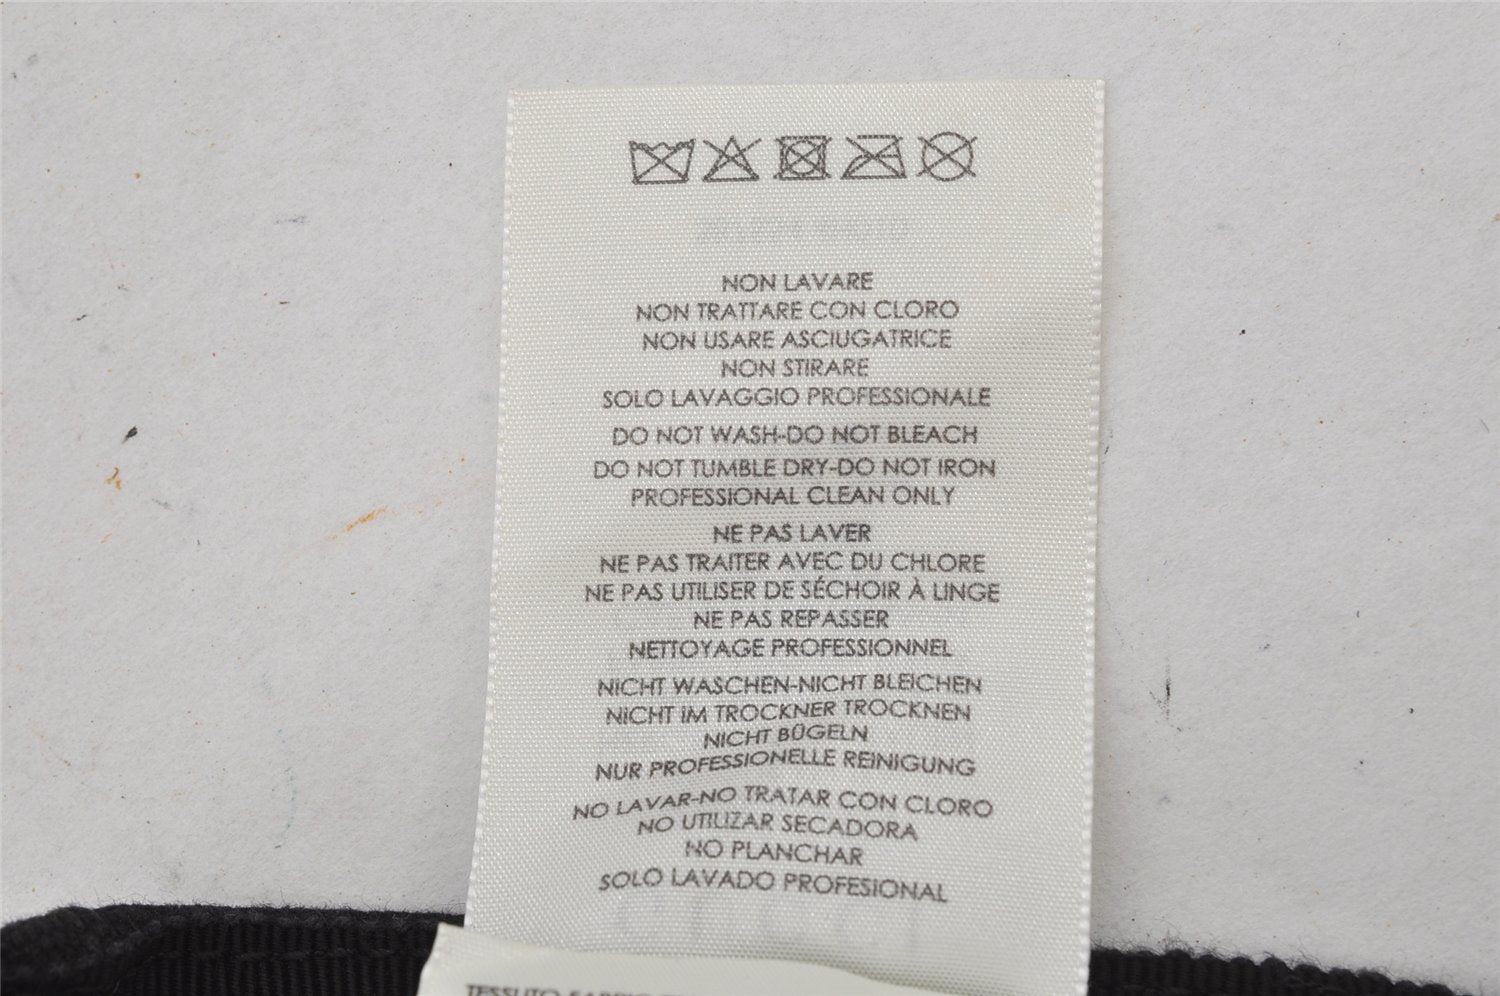 NON LAVARE
NON TRATTARE CON CLORO
NON USARE ASCIUGATRICE
NON STIRARE
SOLO LAVAGGIO PROFESSIONALE
DO NOT WASH-DO NOT BLEACH
DO NOT TUMBLE DRY-DO NOT IRON
PROFESSIONAL CLEAN ONLY
NE PAS LAVER
NE PAS TRAITER AVEC DU CHLORE
NE PAS UTILISER DE SÉCHOIR À LINGE
NE PAS REPASSER
NETTOYAGE PROFESSIONNEL
NICHT WASCHEN-NICHT BLEICHEN
NICHT IM TROCKNER TROCKNEN
NICHT BÜGELN
NUR PROFESSIONELLE REINIGUNG
NO LAVAR-NO TRATAR CON CLORO
NO UTILIZAR SECADORA
NO PLANCHAR
SOLO LAVADO PROFESIONAL